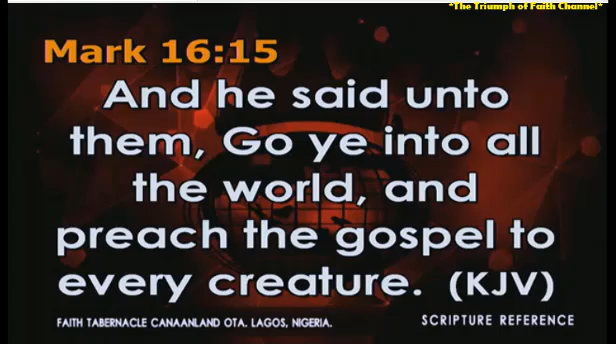 *The Triumph of Faith Channel*
Mark 16:15
And he said unto
them, Go ye into all
the world, and
preach the gospel to
every creature. (KJV)
FAITH TABERNACLE CANAANLAND OTA. LAGOS, NIGERIA.
SCRIPTURE REFERENCE